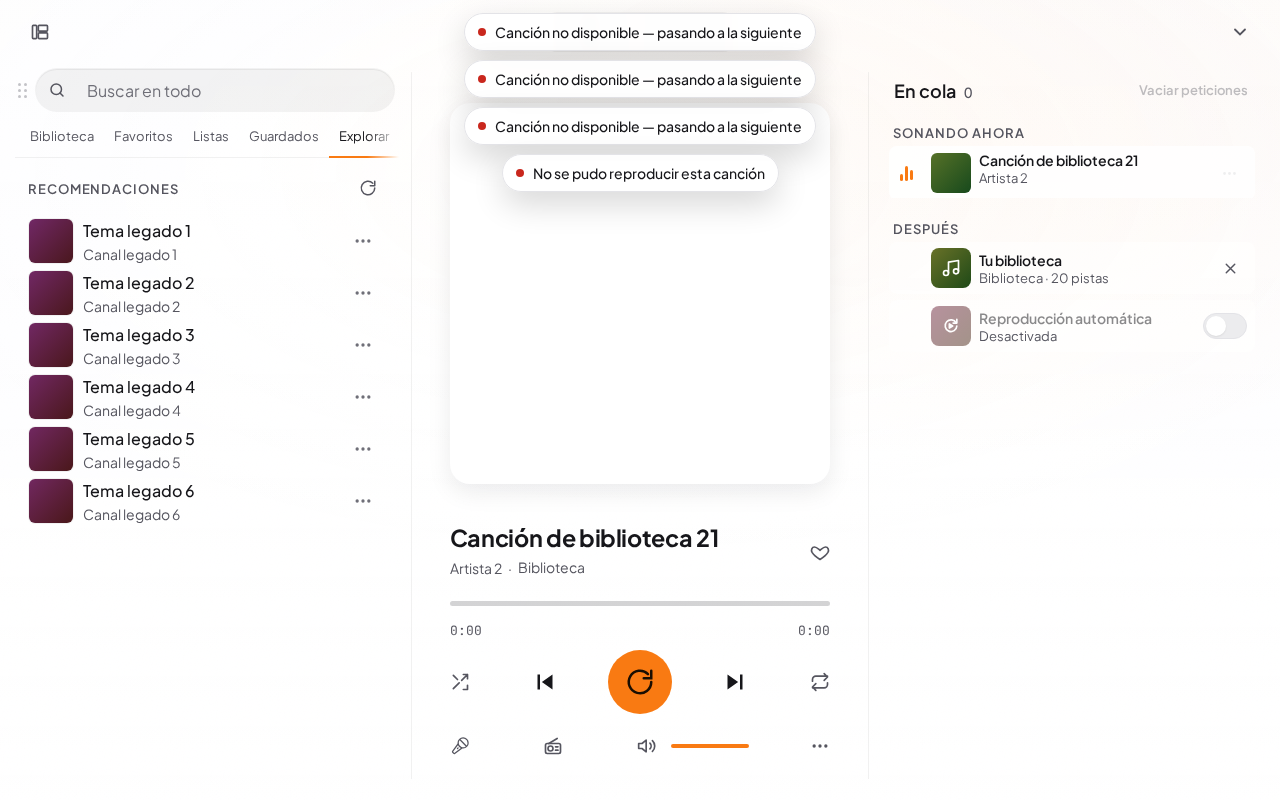 Canción no disponible — pasando a la siguiente
Canción no disponible — pasando a la siguiente
Canción no disponible — pasando a la siguiente
No se pudo reproducir esta canción
Buscar en todo
Biblioteca
Favoritos
Listas
Guardados
Explorar
RECOMENDACIONES
Tema legado 1
Canal legado 1
Tema legado 2
Canal legado 2
Tema legado 3
Canal legado 3
Tema legado 4
Canal legado 4
Tema legado 5
Canal legado 5
Tema legado 6
Canal legado 6
Canción de biblioteca 21
Artista 2 · Biblioteca
0:00
0:00
En cola 0
Vaciar peticiones
SONANDO AHORA
Canción de biblioteca 21
Artista 2
DESPUÉS
Tu biblioteca
Biblioteca · 20 pistas
Reproducción automática
Desactivada